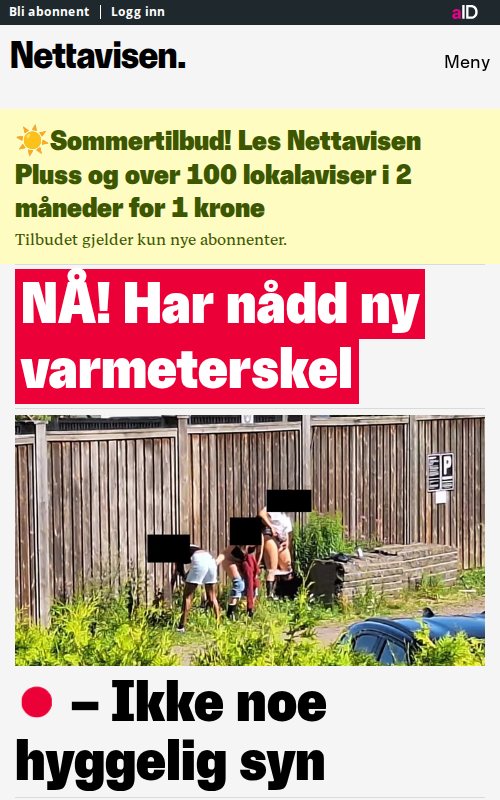 Bli abonnent | Logg inn
aID
Nettavisen.
Meny
☀️Sommertilbud! Les Nettavisen
Pluss og over 100 lokalaviser i 2
måneder for 1 krone
Tilbudet gjelder kun nye abonnenter.
NÅ! Har nådd ny
varmeterskel
P
– Ikke noe
hyggelig syn